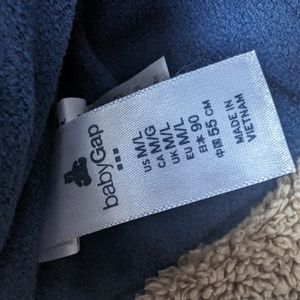 babyGap
US M/L
CA M/G
UK M/L
EU M/L
日本 90
中国 55 CM
MADE IN
VIETNAM